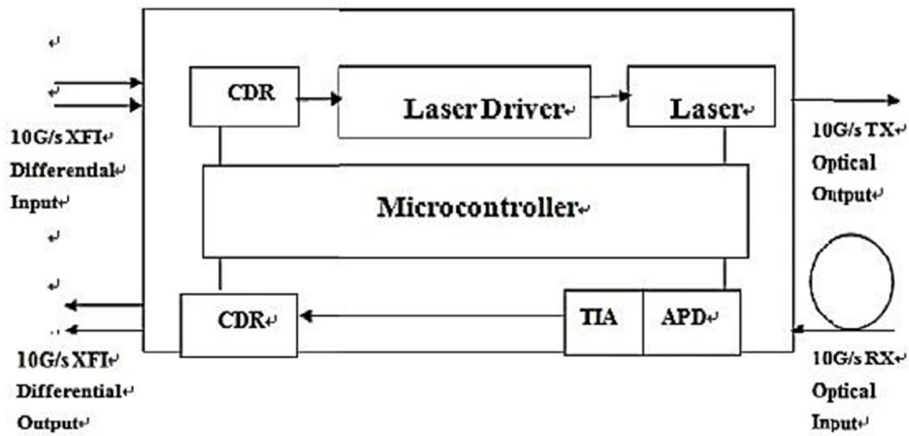 CDR
Laser Driver
Laser
10G/s XFI
Differential
Input
10G/s TX
Optical
Output
Microcontroller
CDR
TIA
APD
10G/s XFI
Differential
Output
10G/s RX
Optical
Input